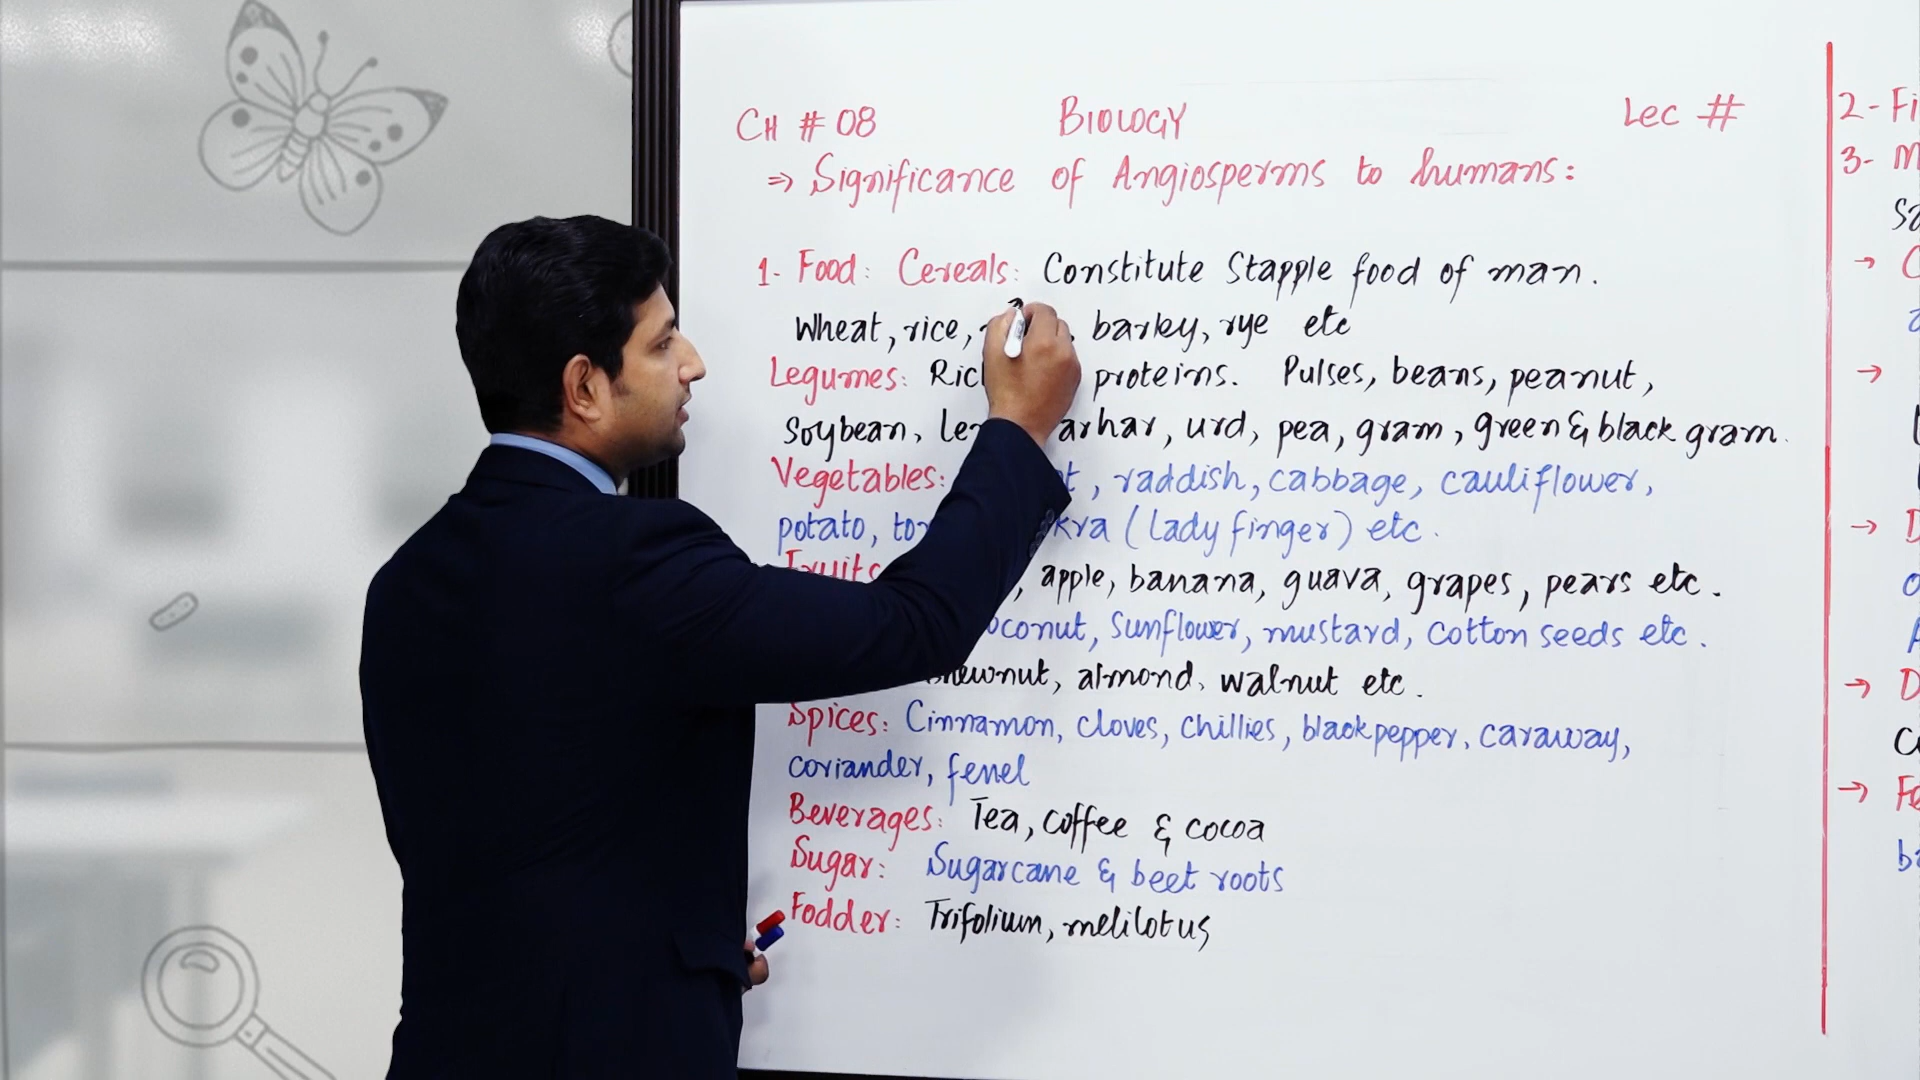 CH # 08 BIOLOGY Lec #
⇒ Significance of Angiosperms to humans:
1- Food: Cereals: Constitute Stapple food of man.
Wheat, rice, barley, rye etc
Legumes: proteins. Pulses, beans, peanut,
Soybean, arhar, urd, pea, gram, green & black gram.
Vegetables: , raddish, cabbage, cauliflower,
potato, (lady finger) etc.
Fruits , apple, banana, guava, grapes, pears etc.
Sunflower, mustard, cotton seeds etc.
almond, walnut etc.
Spices: Cinnamon, cloves, chillies, blackpepper, caraway,
coriander, fenel
Beverages: Tea, coffee & cocoa
Sugar: Sugarcane & beet roots
Fodder: Trifolium, melilotus
2-
3-
→
→
→
→
→